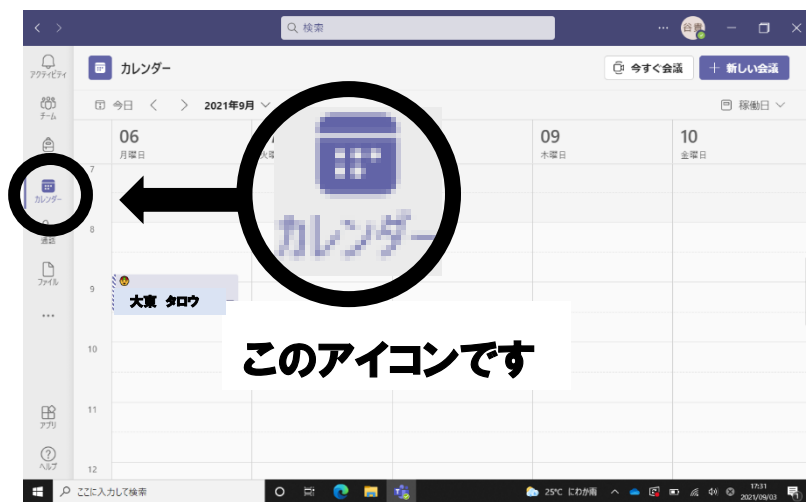 検索
谷貴
アクティビティ
カレンダー
今すぐ会議
+ 新しい会議
チーム
今日
2021年9月
稼働日
06
月曜日
09
木曜日
10
金曜日
7
カレンダー
カレンダー
8
通話
ファイル
9
大東 タロウ
このアイコンです
10
11
アプリ
ヘルプ
12
ここに入力して検索
25°C にわか雨
17:31
2021/09/03